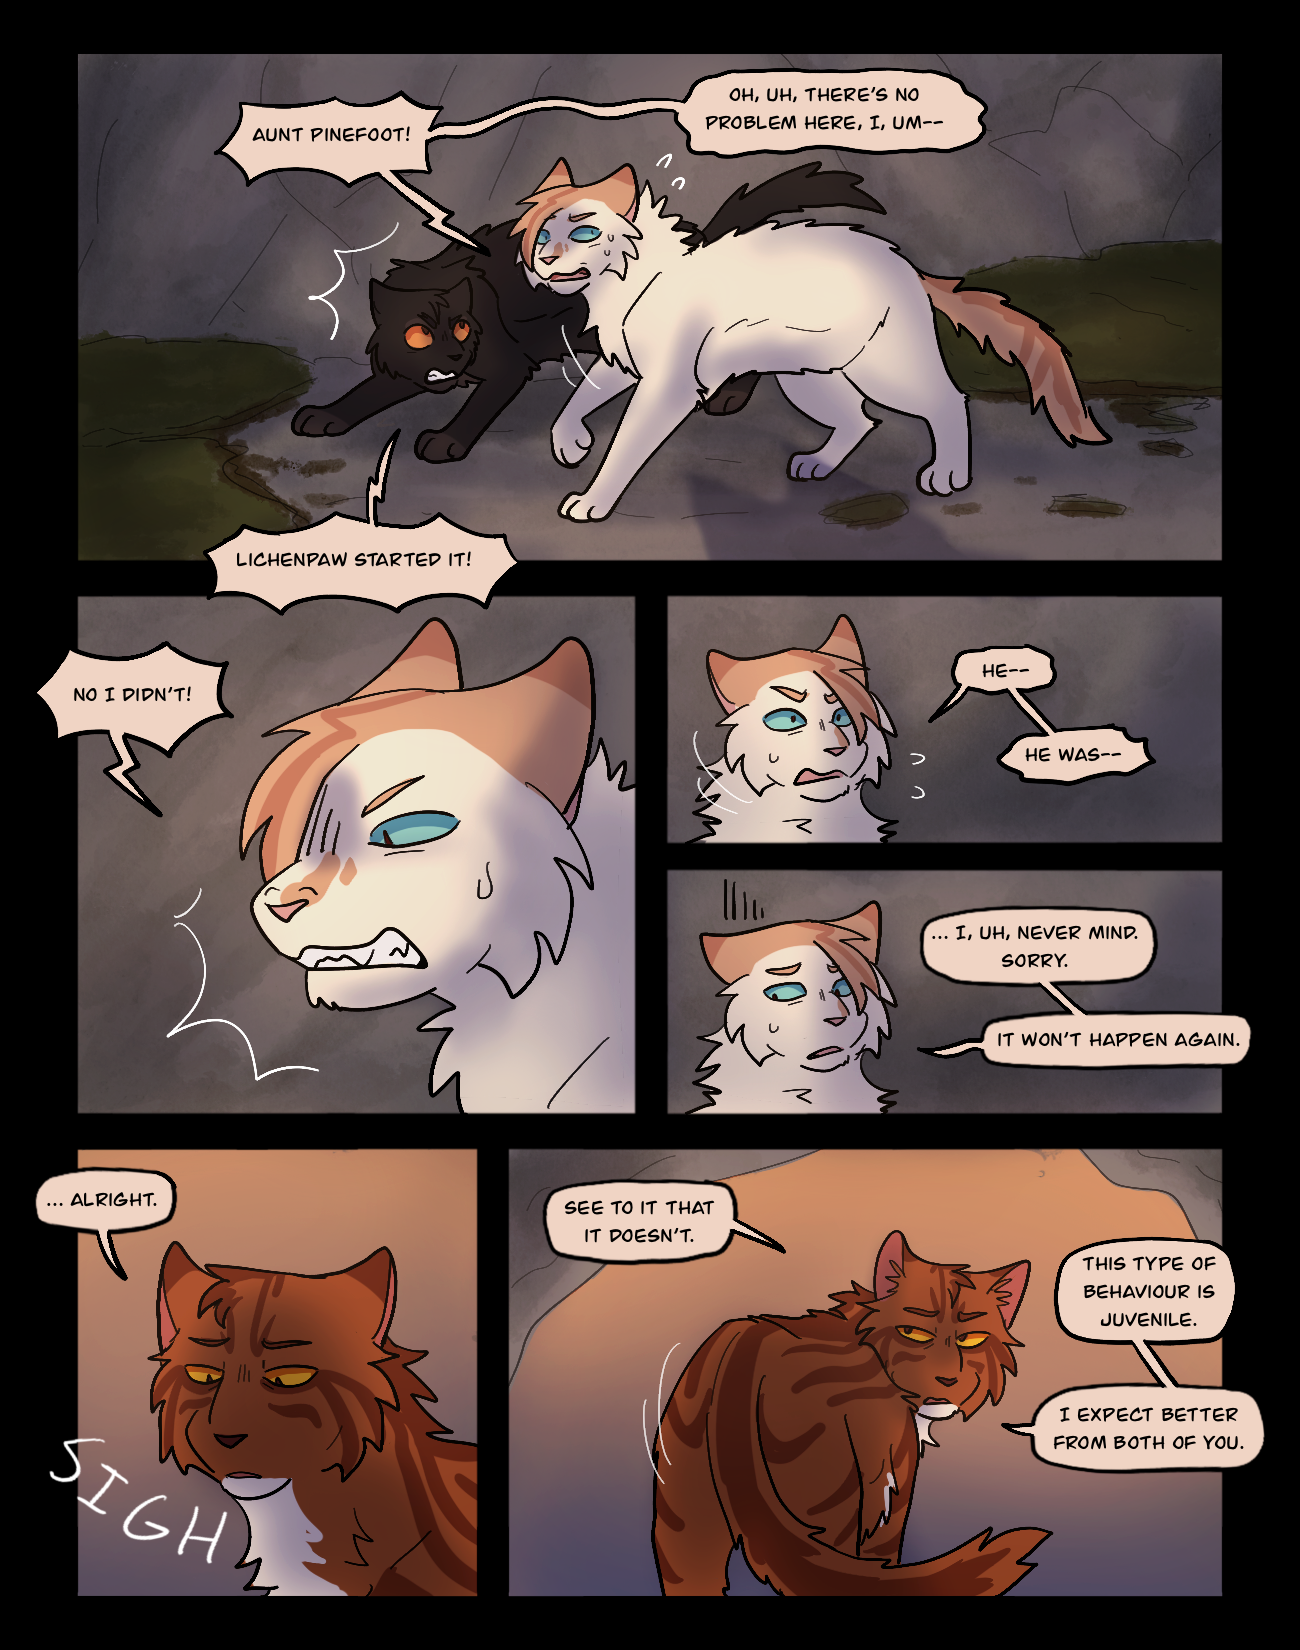 AUNT PINEFOOT!
OH, UH, THERE'S NO
PROBLEM HERE, I, UM--
LICHENPAW STARTED IT!
NO I DIDN'T!
HE--
HE WAS--
... I, UH, NEVER MIND.
SORRY.
IT WON'T HAPPEN AGAIN.
... ALRIGHT.
SIGH
SEE TO IT THAT
IT DOESN'T.
THIS TYPE OF
BEHAVIOUR IS
JUVENILE.
I EXPECT BETTER
FROM BOTH OF YOU.